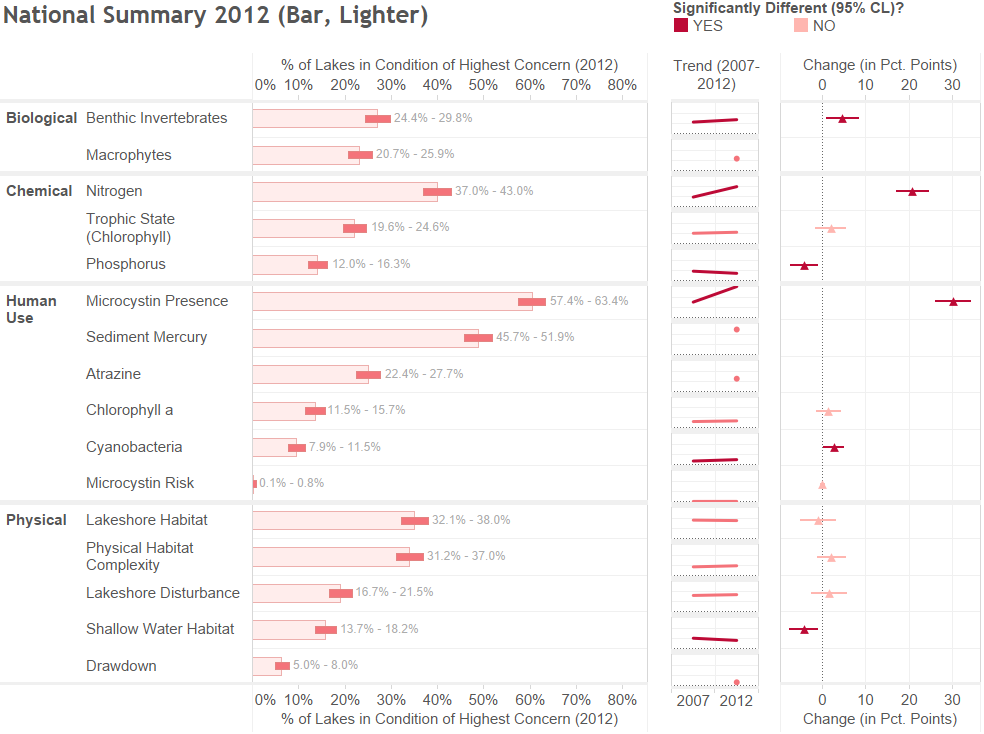 National Summary 2012 (Bar, Lighter)
Significantly Different (95% CL)?
YES NO
% of Lakes in Condition of Highest Concern (2012)
0% 10% 20% 30% 40% 50% 60% 70% 80%
Trend (2007-
2012)
Change (in Pct. Points)
0 10 20 30
Biological Benthic Invertebrates 24.4% - 29.8%
Macrophytes 20.7% - 25.9%
Chemical Nitrogen 37.0% - 43.0%
Trophic State
(Chlorophyll) 19.6% - 24.6%
Phosphorus 12.0% - 16.3%
Human
Use
Microcystin Presence 57.4% - 63.4%
Sediment Mercury 45.7% - 51.9%
Atrazine 22.4% - 27.7%
Chlorophyll a 11.5% - 15.7%
Cyanobacteria 7.9% - 11.5%
Microcystin Risk 0.1% - 0.8%
Physical Lakeshore Habitat 32.1% - 38.0%
Physical Habitat
Complexity 31.2% - 37.0%
Lakeshore Disturbance 16.7% - 21.5%
Shallow Water Habitat 13.7% - 18.2%
Drawdown 5.0% - 8.0%
0% 10% 20% 30% 40% 50% 60% 70% 80%
% of Lakes in Condition of Highest Concern (2012)
2007 2012
0 10 20 30
Change (in Pct. Points)